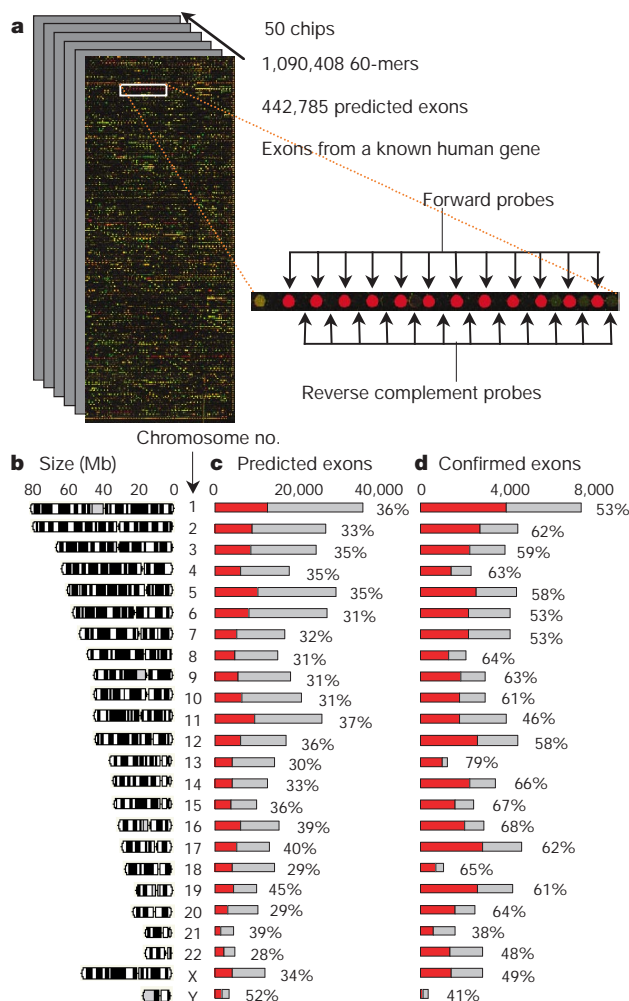 a
50 chips
1,090,408 60-mers
442,785 predicted exons
Exons from a known human gene
Forward probes
Reverse complement probes
Chromosome no.
b Size (Mb) c Predicted exons d Confirmed exons
80 60 40 20 0 0 20,000 40,000 0 4,000 8,000
1 36% 53%
2 33% 62%
3 35% 59%
4 35% 63%
5 35% 58%
6 31% 53%
7 32% 53%
8 31% 64%
9 31% 63%
10 31% 61%
11 37% 46%
12 36% 58%
13 30% 79%
14 33% 66%
15 36% 67%
16 39% 68%
17 40% 62%
18 29% 65%
19 45% 61%
20 29% 64%
21 39% 38%
22 28% 48%
X 34% 49%
Y 52% 41%